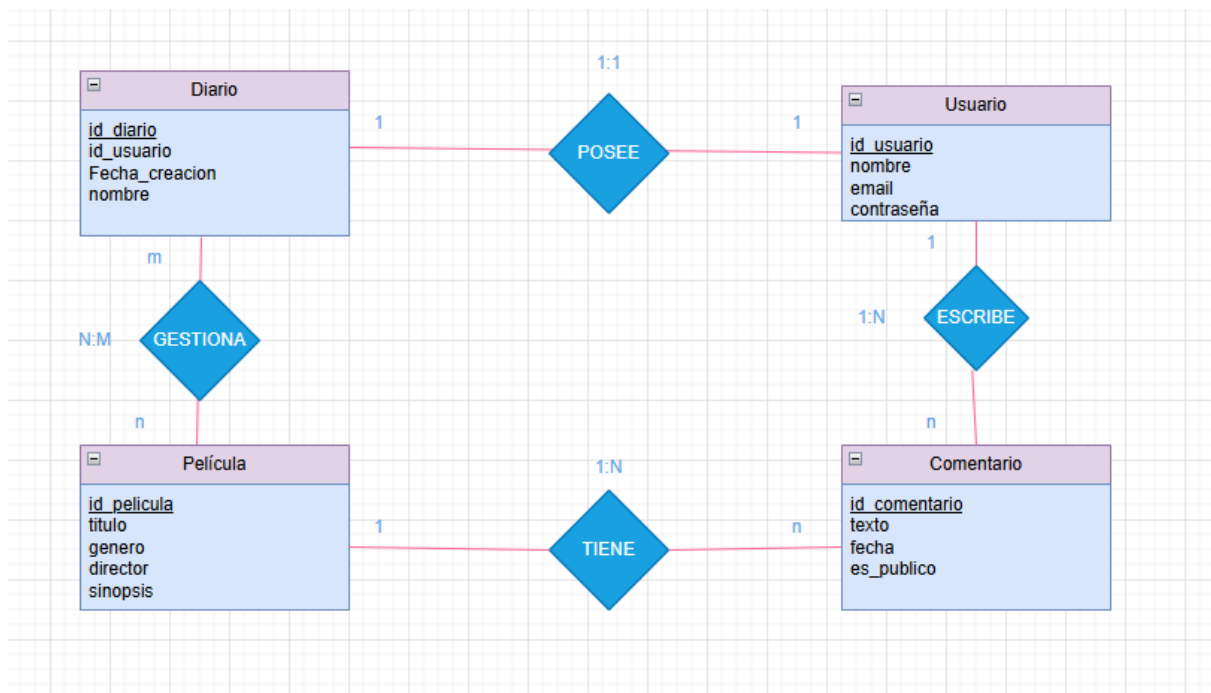 1:1
Diario
id_diario
id_usuario
Fecha_creacion
nombre
1
POSEE
1
Usuario
id_usuario
nombre
email
contraseña
m
N:M
GESTIONA
n
1
1:N
ESCRIBE
n
Película
id_pelicula
titulo
genero
director
sinopsis
1
1:N
TIENE
n
Comentario
id_comentario
texto
fecha
es_publico